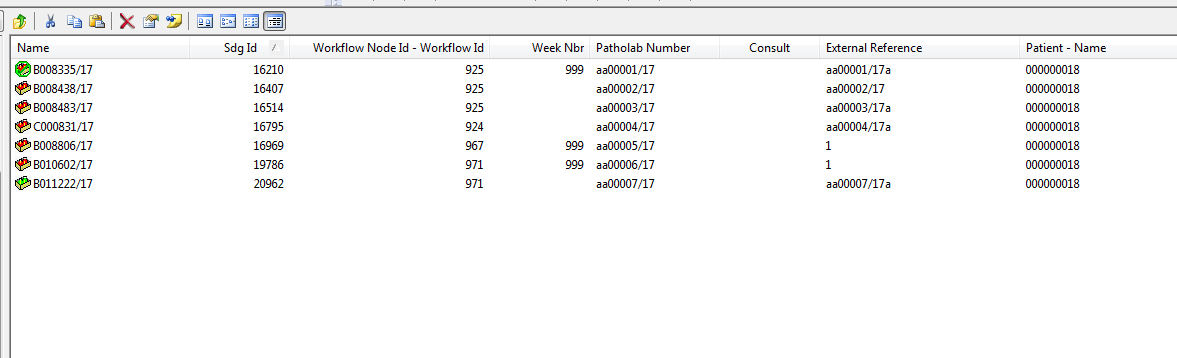 Name Sdg Id Workflow Node Id - Workflow Id Week Nbr Patholab Number Consult External Reference Patient - Name
B008335/17 16210 925 999 aa00001/17 aa00001/17a 000000018
B008438/17 16407 925 aa00002/17 aa00002/17 000000018
B008483/17 16514 925 aa00003/17 aa00003/17a 000000018
C000831/17 16795 924 aa00004/17 aa00004/17a 000000018
B008806/17 16969 967 999 aa00005/17 1 000000018
B010602/17 19786 971 999 aa00006/17 1 000000018
B011222/17 20962 971 aa00007/17 aa00007/17a 000000018